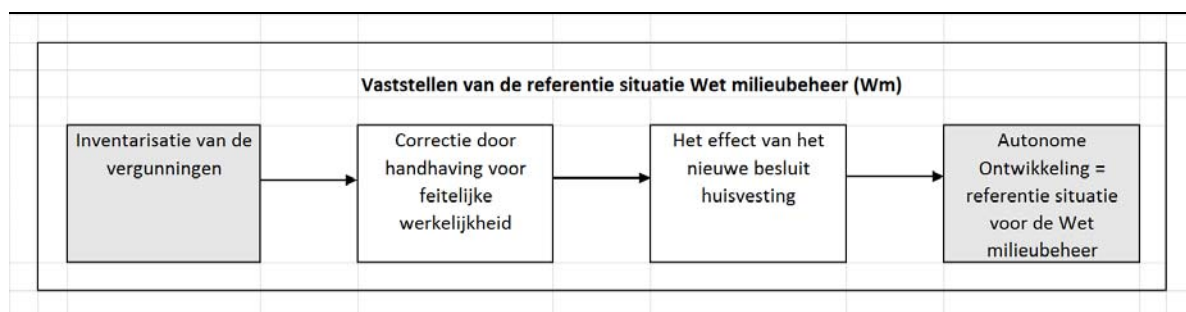 Vaststellen van de referentie situatie Wet milieubeheer (Wm)
Inventarisatie van de
vergunningen
Correctie door
handhaving voor
feitelijke
werkelijkheid
Het effect van het
nieuwe besluit
huisvesting
Autonome
Ontwikkeling =
referentie situatie
voor de Wet
milieubeheer